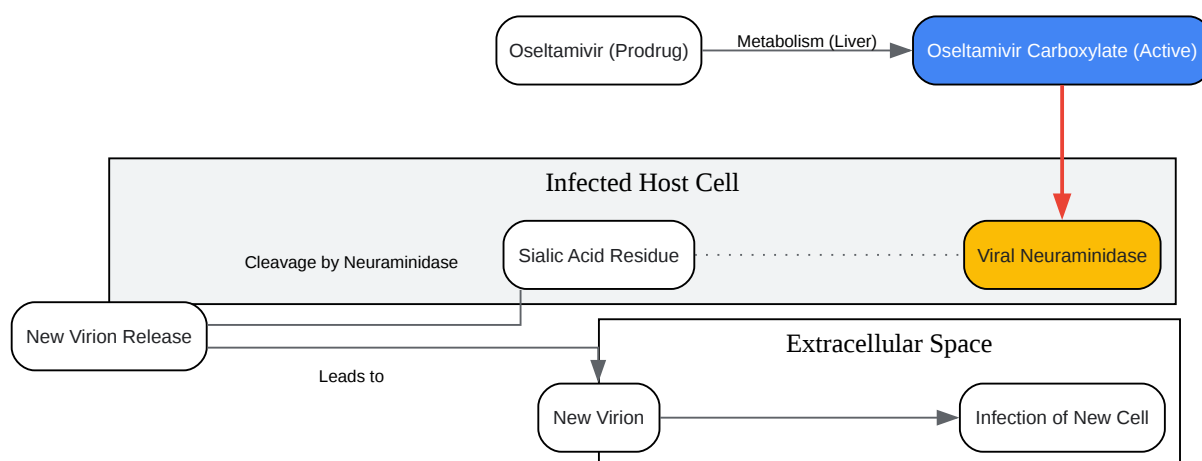 Oseltamivir (Prodrug)
Metabolism (Liver)
Oseltamivir Carboxylate (Active)
Infected Host Cell
Cleavage by Neuraminidase
Sialic Acid Residue
Viral Neuraminidase
New Virion Release
Extracellular Space
Leads to
New Virion
Infection of New Cell